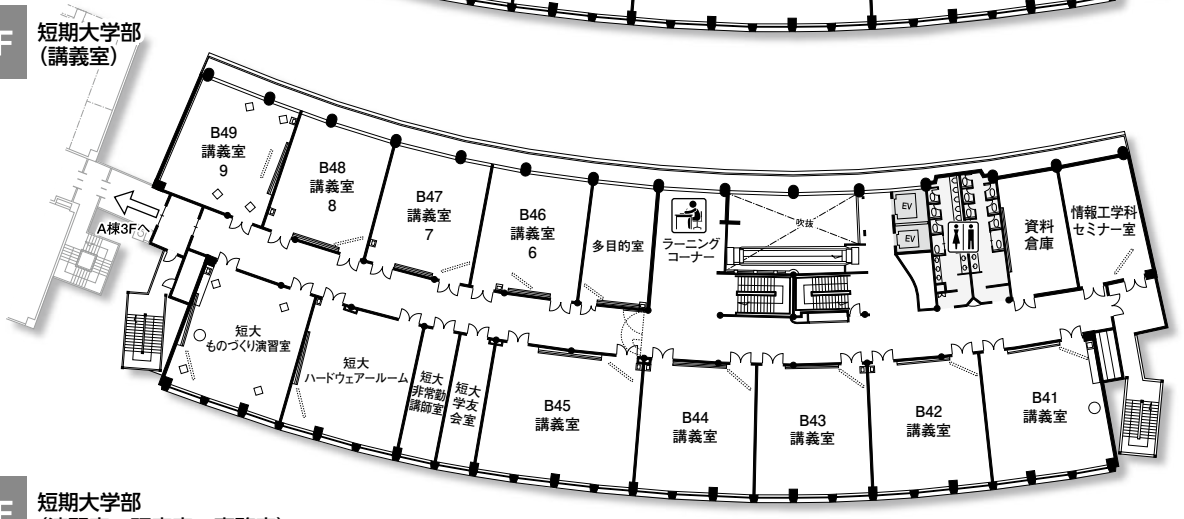 F
短期大学部
（講義室）
B49
講義室
9
B48
講義室
8
B47
講義室
7
B46
講義室
6
多目的室
ラーニング
コーナー
吹抜
EV
EV
資料
倉庫
情報工学科
セミナー室
A棟3Fへ
短大
ものづくり演習室
短大
ハードウェアールーム
短大
非常勤
講師室
短大
学友
会室
B45
講義室
B44
講義室
B43
講義室
B42
講義室
B41
講義室
F
短期大学部